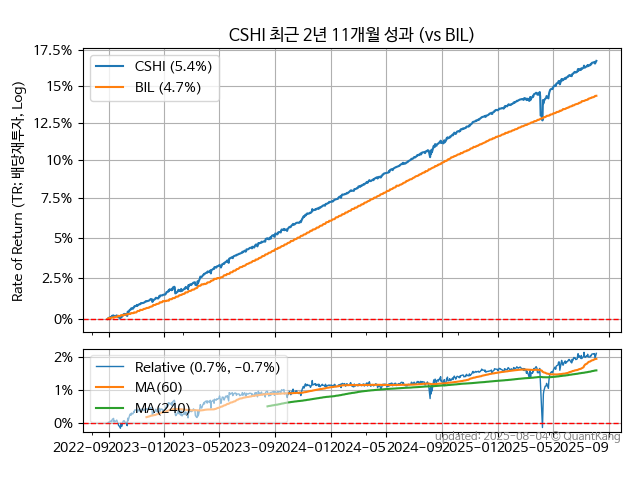 CSHI 최근 2년 11개월 성과 (vs BIL)
Rate of Return (TR: 배당재투자, Log)
17.5%
15%
12.5%
10%
7.5%
5%
2.5%
0%
CSHI (5.4%)
BIL (4.7%)
2%
1%
0%
Relative (0.7%, −0.7%)
MA(60)
MA(240)
2022-09
2023-01
2023-05
2023-09
2024-01
2024-05
2024-09
2025-01
2025-05
2025-09
updated: 2025-08-04 © QuantKang